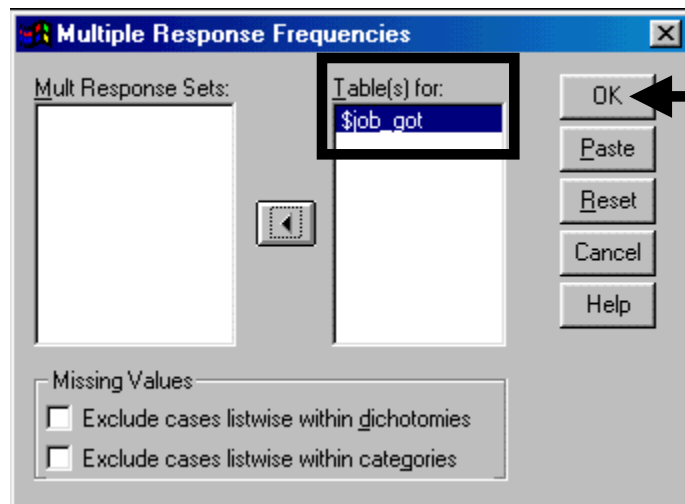 Multiple Response Frequencies
Mult Response Sets:
Table(s) for:
$job_got
OK
Paste
Reset
Cancel
Help
Missing Values
Exclude cases listwise within dichotomies
Exclude cases listwise within categories